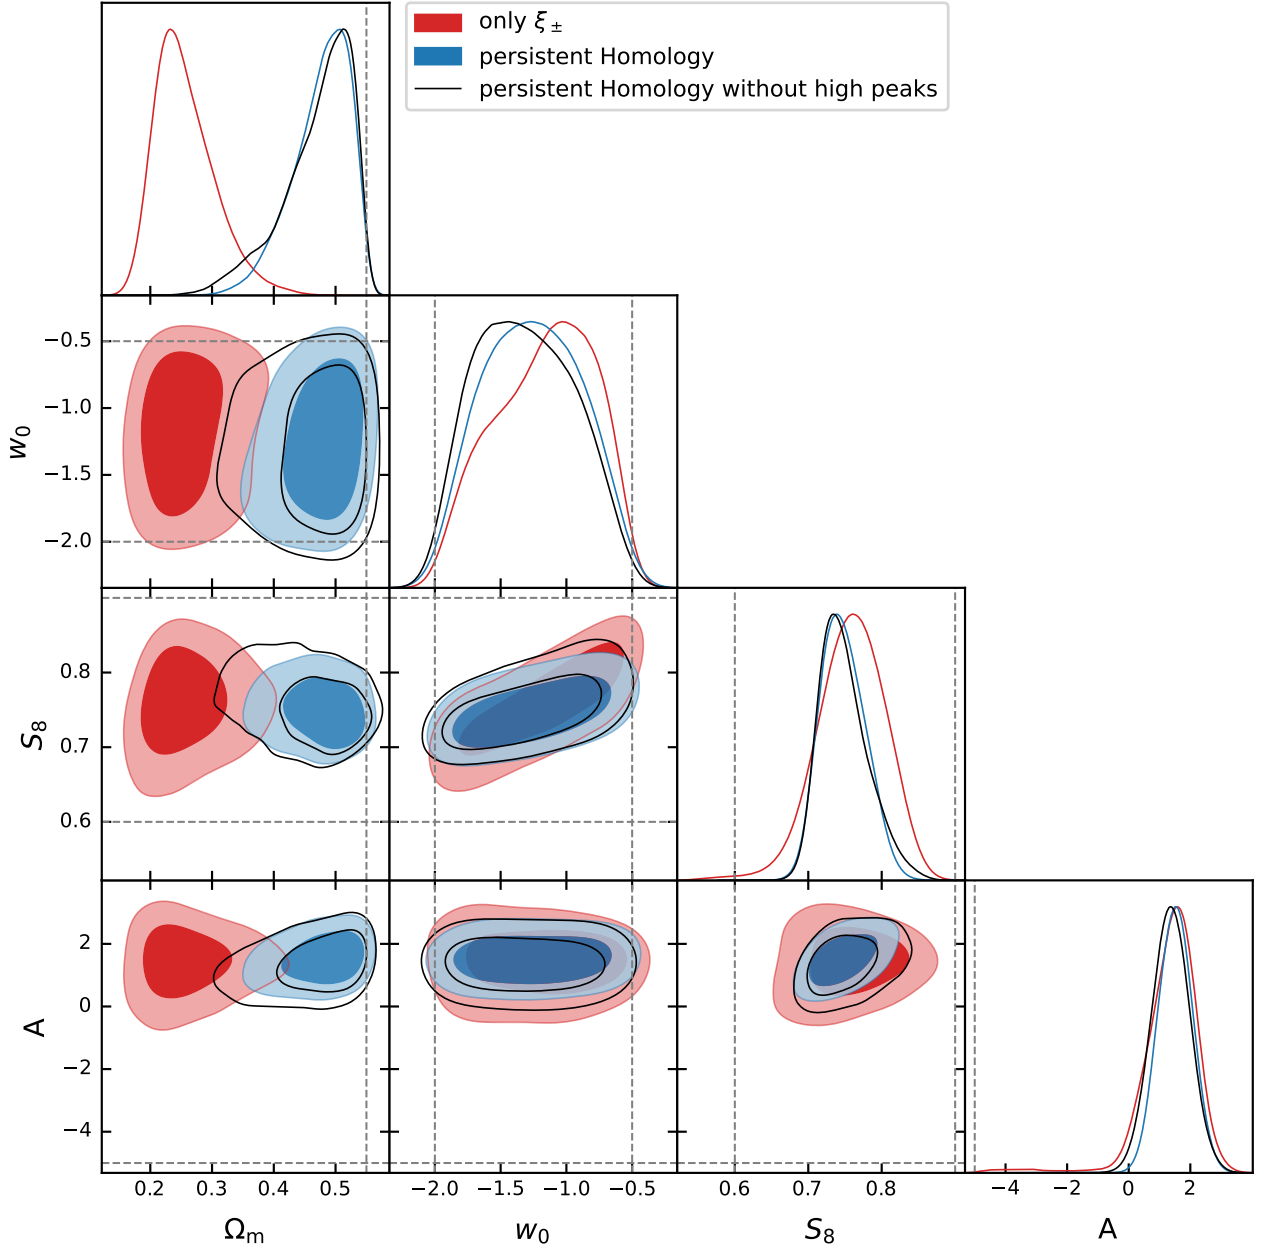 only ξ±
persistent Homology
persistent Homology without high peaks
−0.5
−1.0
−1.5
−2.0
w0
0.8
0.7
0.6
S8
2
0
−2
−4
A
0.2 0.3 0.4 0.5 −2.0 −1.5 −1.0 −0.5 0.6 0.7 0.8 −4 −2 0 2
Ωm w0 S8 A